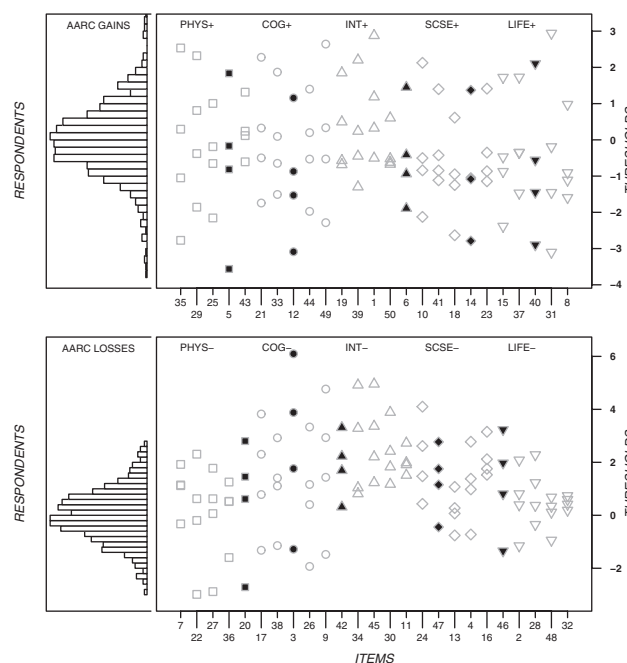 AARC GAINS
PHYS+ COG+ INT+ SCSE+ LIFE+
RESPONDENTS
THRESHOLDS
3
2
1
0
−1
−2
−3
−4
35 25 43 33 44 19 1 6 41 14 15 40 8
29 5 21 12 49 39 50 10 18 23 37 31
AARC LOSSES
PHYS− COG− INT− SCSE− LIFE−
RESPONDENTS
6
4
2
0
−2
7 27 20 38 26 42 45 11 47 4 46 28 32
22 36 17 3 9 34 30 24 13 16 2 48
ITEMS